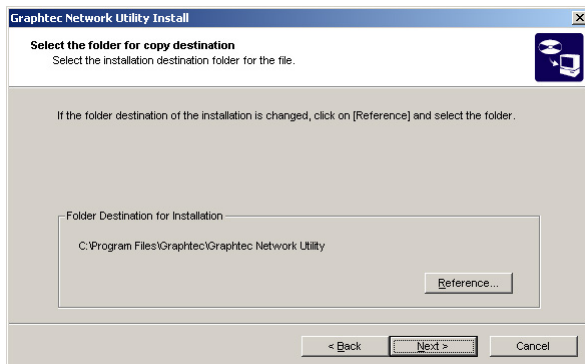 Graphtec Network Utility Install
Select the folder for copy destination
Select the installation destination folder for the file.
If the folder destination of the installation is changed, click on [Reference] and select the folder.
Folder Destination for Installation
C:\Program Files\Graphtec\Graphtec Network Utility
Reference...
< Back Next > Cancel